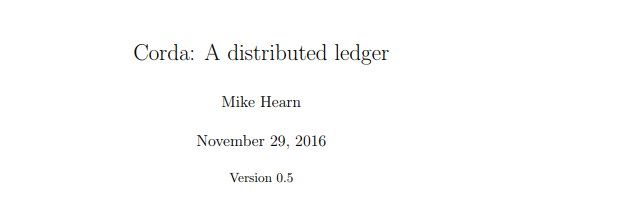 Corda: A distributed ledger
Mike Hearn
November 29, 2016
Version 0.5